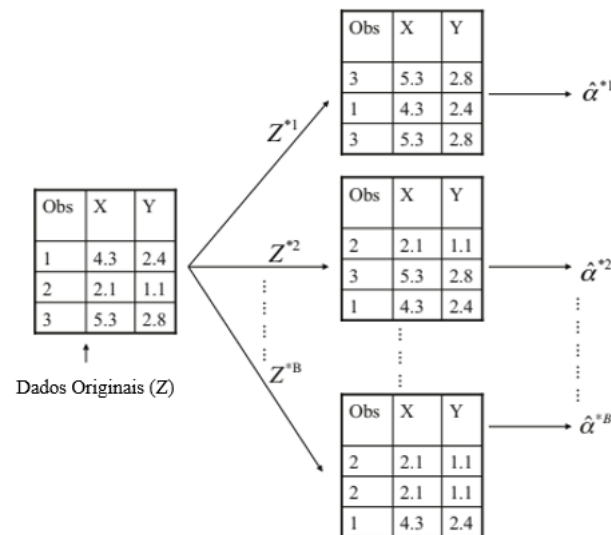 Obs X Y
3 5.3 2.8
1 4.3 2.4
3 5.3 2.8
α̂*1
Z*1
Obs X Y
1 4.3 2.4
2 2.1 1.1
3 5.3 2.8
Dados Originais (Z)
Z*2
Obs X Y
2 2.1 1.1
3 5.3 2.8
1 4.3 2.4
α̂*2
Z*B
Obs X Y
2 2.1 1.1
2 2.1 1.1
1 4.3 2.4
α̂*B